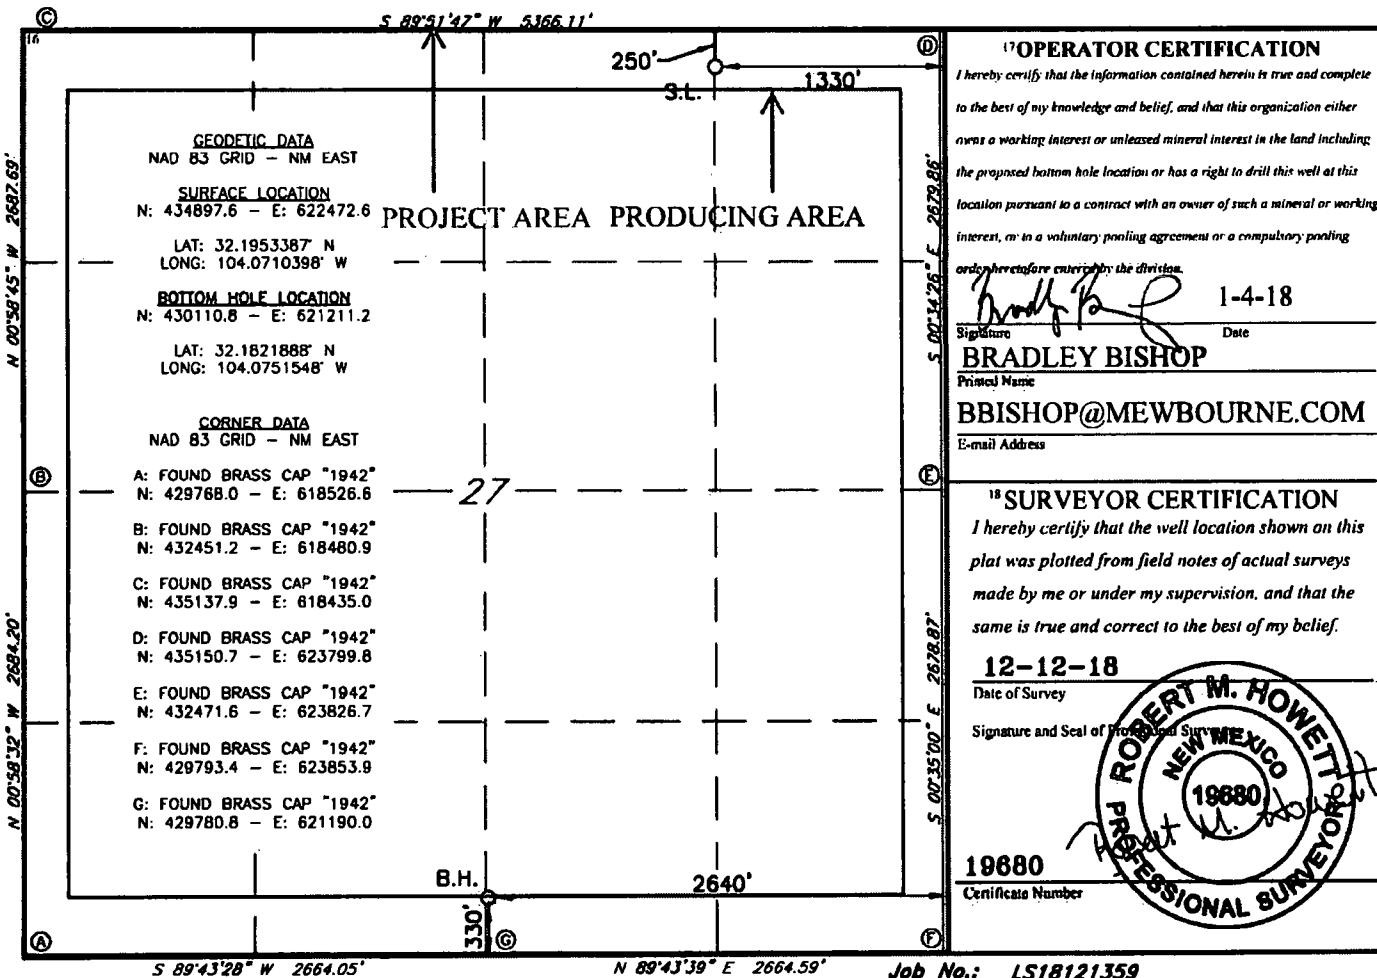 Ⓒ
S 89°51'47" W 5366.11'
16
Ⓓ
250'
1330'
S.L.
GEODETIC DATA
NAD 83 GRID – NM EAST
SURFACE LOCATION
N: 434897.6 – E: 622472.6
LAT: 32.1953387° N
LONG: 104.0710398° W
BOTTOM HOLE LOCATION
N: 430110.8 – E: 621211.2
LAT: 32.1821888° N
LONG: 104.0751548° W
CORNER DATA
NAD 83 GRID – NM EAST
A: FOUND BRASS CAP "1942"
N: 429768.0 – E: 618526.6
B: FOUND BRASS CAP "1942"
N: 432451.2 – E: 618480.9
C: FOUND BRASS CAP "1942"
N: 435137.9 – E: 618435.0
D: FOUND BRASS CAP "1942"
N: 435150.7 – E: 623799.8
E: FOUND BRASS CAP "1942"
N: 432471.6 – E: 623826.7
F: FOUND BRASS CAP "1942"
N: 429793.4 – E: 623853.9
G: FOUND BRASS CAP "1942"
N: 429780.8 – E: 621190.0
PROJECT AREA
PRODUCING AREA
N 00°58'45" W 2687.69'
S 00°34'26" E 2679.86'
Ⓑ
27
Ⓔ
N 00°58'32" W 2684.20'
S 00°35'00" E 2678.87'
B.H.
2640'
330'
Ⓐ
Ⓖ
Ⓕ
S 89°43'28" W 2664.05'
N 89°43'39" E 2664.59'
17 OPERATOR CERTIFICATION
I hereby certify that the information contained herein is true and complete
to the best of my knowledge and belief, and that this organization either
owns a working interest or unleased mineral interest in the land including
the proposed bottom hole location or has a right to drill this well at this
location pursuant to a contract with an owner of such a mineral or working
interest, or to a voluntary pooling agreement or a compulsory pooling
order heretofore entered by the division.
1-4-18
Signature
Date
BRADLEY BISHOP
Printed Name
BBISHOP@MEWBOURNE.COM
E-mail Address
18 SURVEYOR CERTIFICATION
I hereby certify that the well location shown on this
plat was plotted from field notes of actual surveys
made by me or under my supervision, and that the
same is true and correct to the best of my belief.
12-12-18
Date of Survey
Signature and Seal of Professional Surveyor
ROBERT M. HOWETT
NEW MEXICO
19680
PROFESSIONAL SURVEYOR
Robert M. Howett
19680
Certificate Number
Job No.: LS18121359